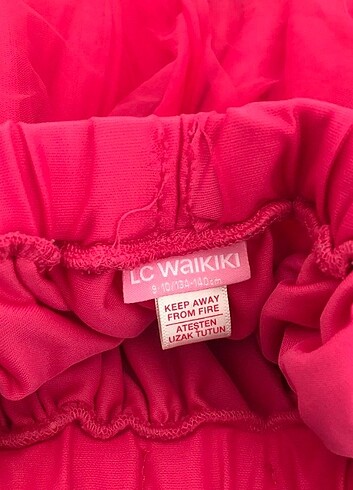 LC WAIKIKI
9-10/134-140cm
KEEP AWAY
FROM FIRE
ATEŞTEN
UZAK TUTUN